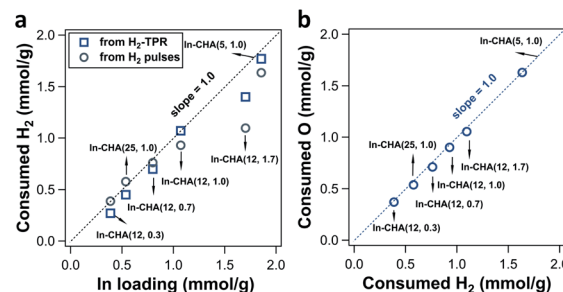 a
from H₂-TPR
from H₂ pulses
In-CHA(5, 1.0)
slope = 1.0
In-CHA(25, 1.0)
In-CHA(12, 1.7)
In-CHA(12, 1.0)
In-CHA(12, 0.7)
In-CHA(12, 0.3)
Consumed H₂ (mmol/g)
2.0
1.5
1.0
0.5
0.0
0.0 0.5 1.0 1.5 2.0
In loading (mmol/g)
b
In-CHA(5, 1.0)
slope = 1.0
In-CHA(25, 1.0)
In-CHA(12, 1.7)
In-CHA(12, 1.0)
In-CHA(12, 0.7)
In-CHA(12, 0.3)
Consumed O (mmol/g)
2.0
1.5
1.0
0.5
0.0
0.0 0.5 1.0 1.5 2.0
Consumed H₂ (mmol/g)